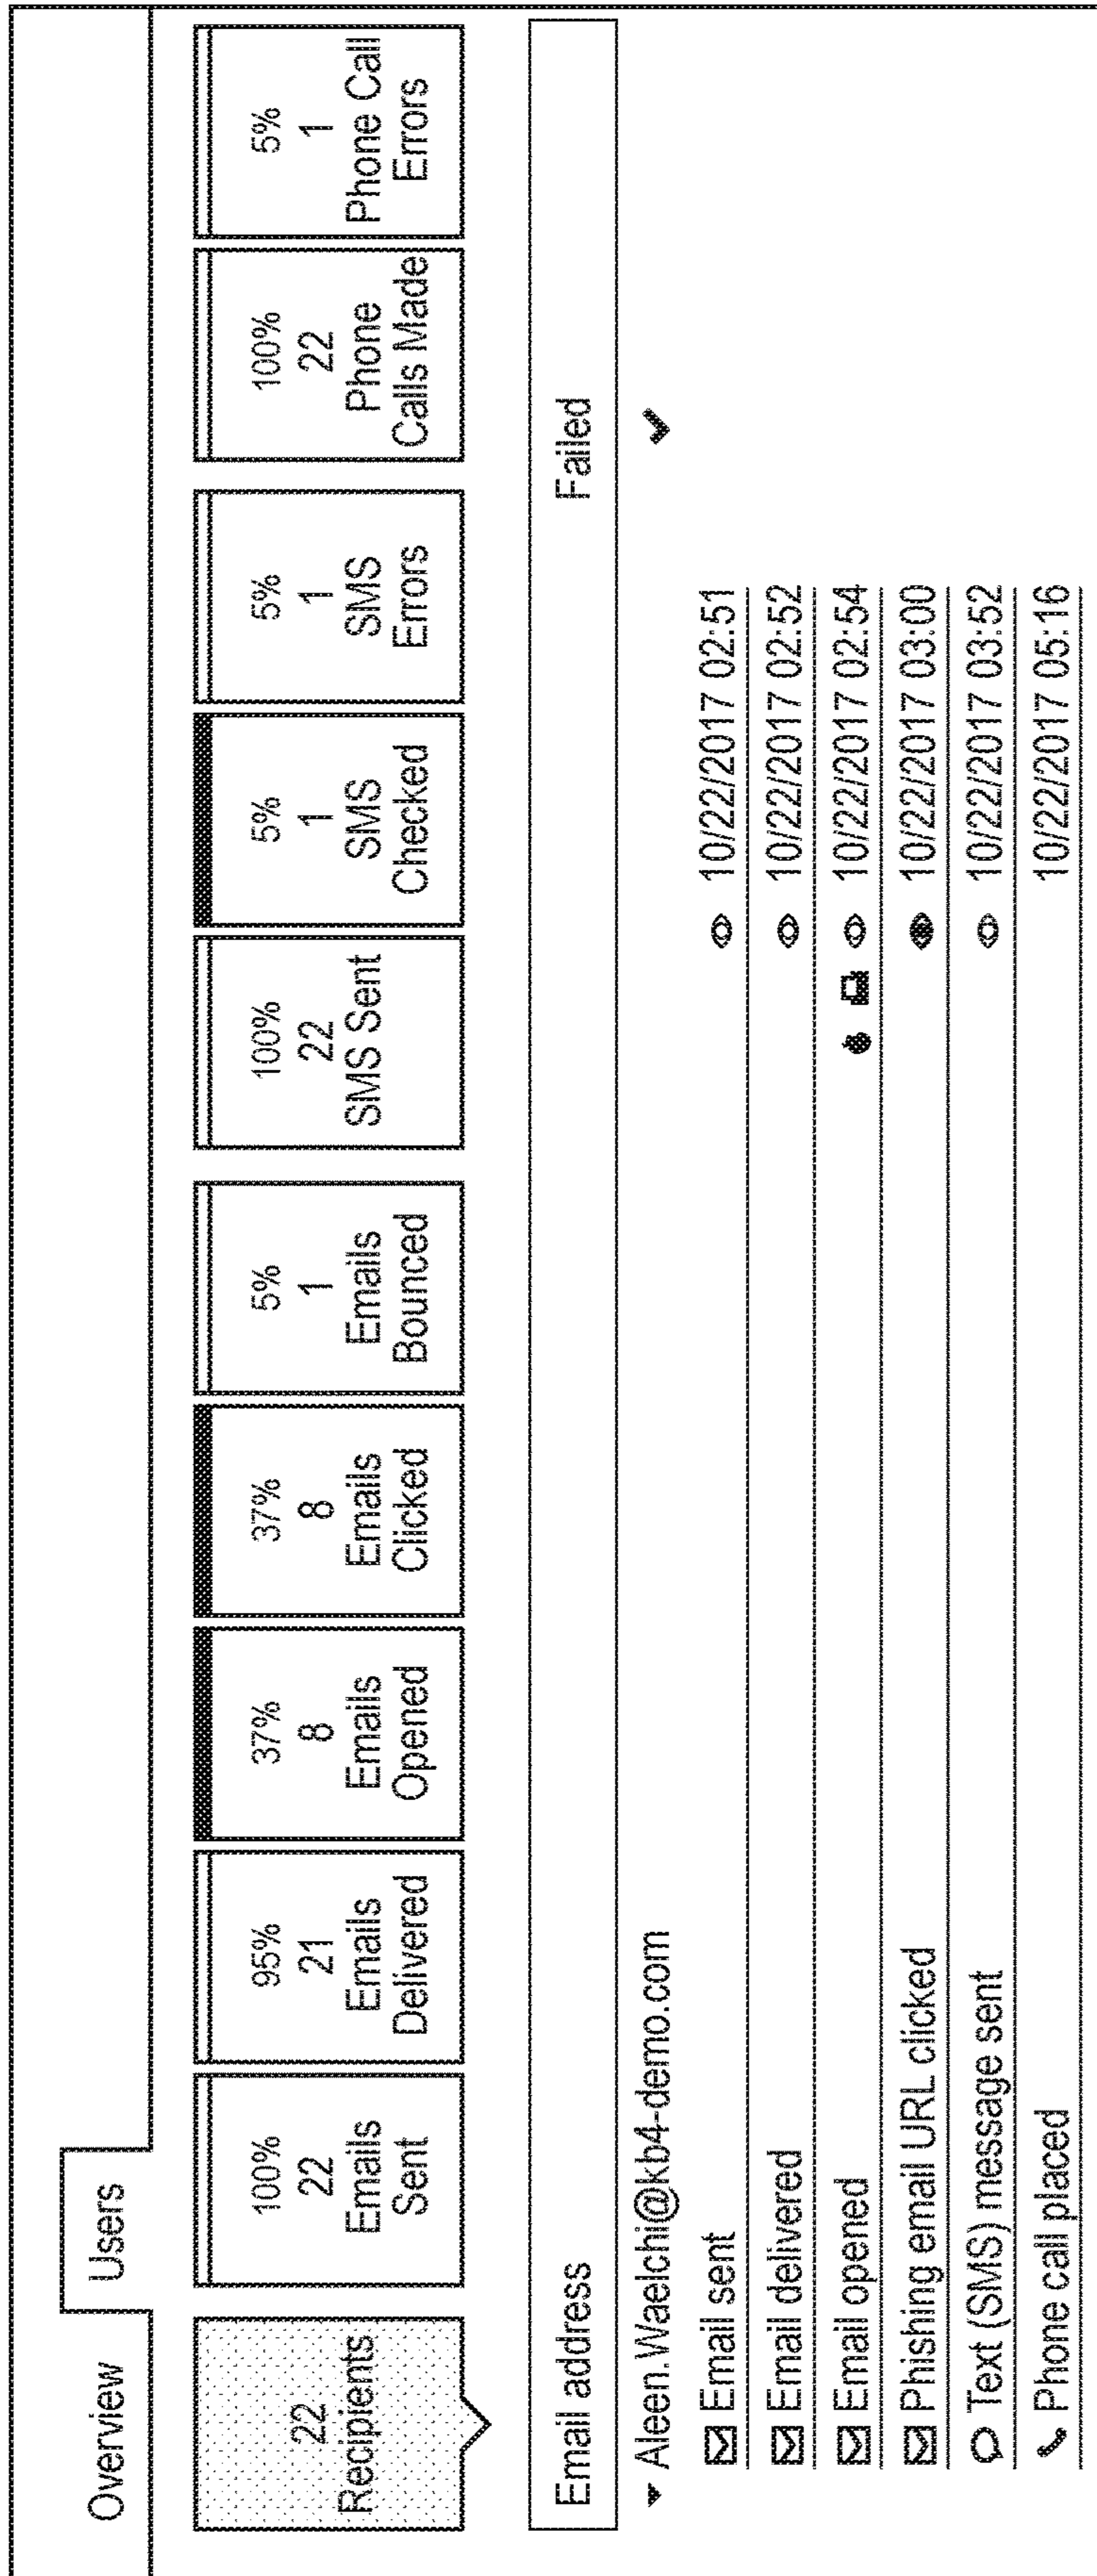 Overview
Users
22
Recipients
100%
22
Emails
Sent
95%
21
Emails
Delivered
37%
8
Emails
Opened
37%
8
Emails
Clicked
5%
1
Emails
Bounced
100%
22
SMS Sent
5%
1
SMS
Checked
5%
1
SMS
Errors
100%
22
Phone
Calls Made
5%
1
Phone Call
Errors
Email address Failed
Aleen.Waelchi@kb4-demo.com
Email sent 10/22/2017 02:51
Email delivered 10/22/2017 02:52
Email opened 10/22/2017 02:54
Phishing email URL clicked 10/22/2017 03:00
Text (SMS) message sent 10/22/2017 03:52
Phone call placed 10/22/2017 05:16